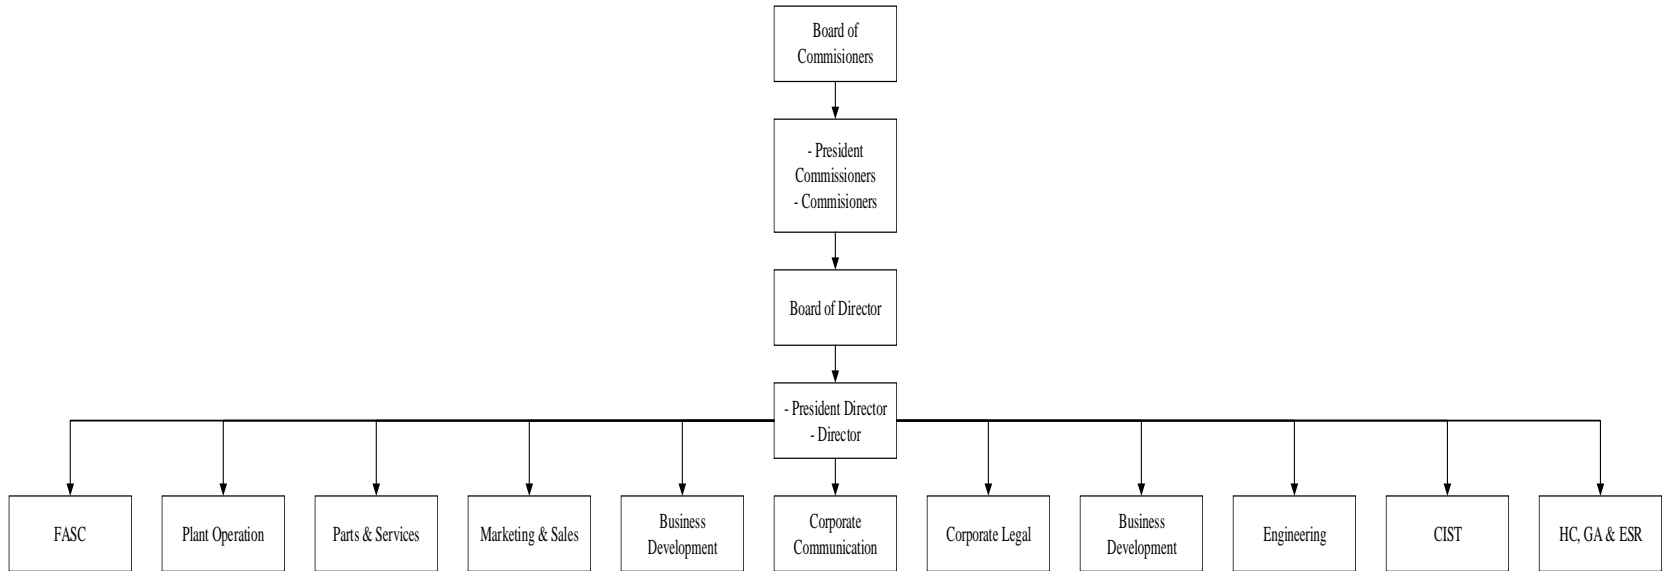 Board of
Commisioners
- President
Commissioners
- Commisioners
Board of Director
- President Director
- Director
FASC
Plant Operation
Parts & Services
Marketing & Sales
Business
Development
Corporate
Communication
Corporate Legal
Business
Development
Engineering
CIST
HC, GA & ESR